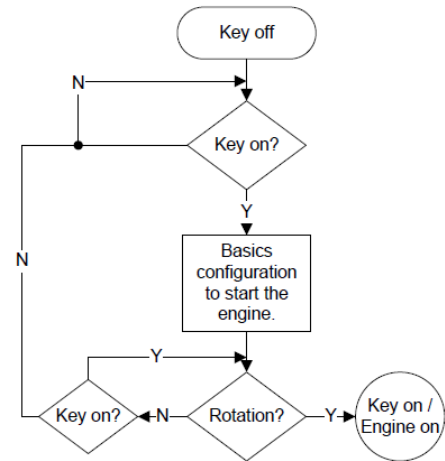 Key off
N
Key on?
Y
N
Basics
configuration
to start the
engine.
Y
Key on?
N
Rotation?
Y
Key on /
Engine on